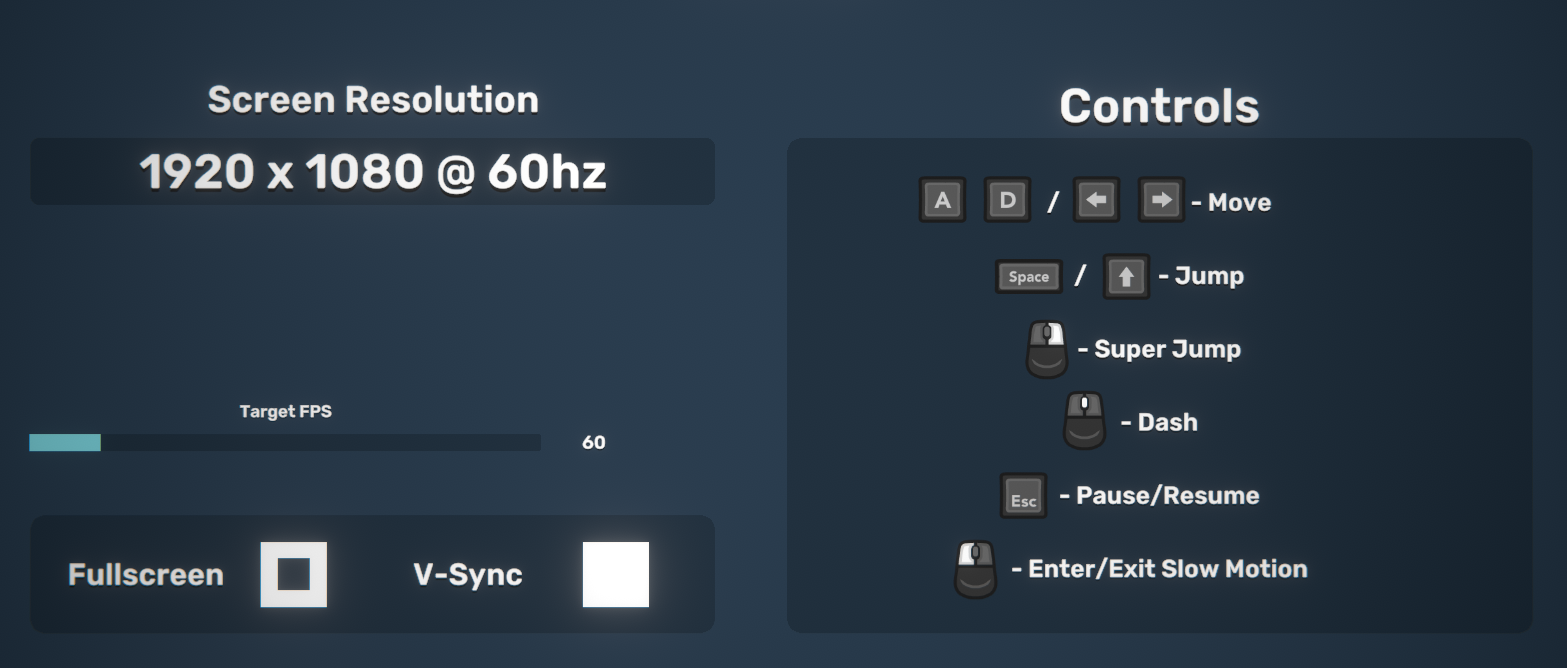 Screen Resolution
1920 x 1080 @ 60hz
Target FPS
60
Fullscreen
V-Sync
Controls
A D / - Move
Space / - Jump
- Super Jump
- Dash
Esc - Pause/Resume
- Enter/Exit Slow Motion